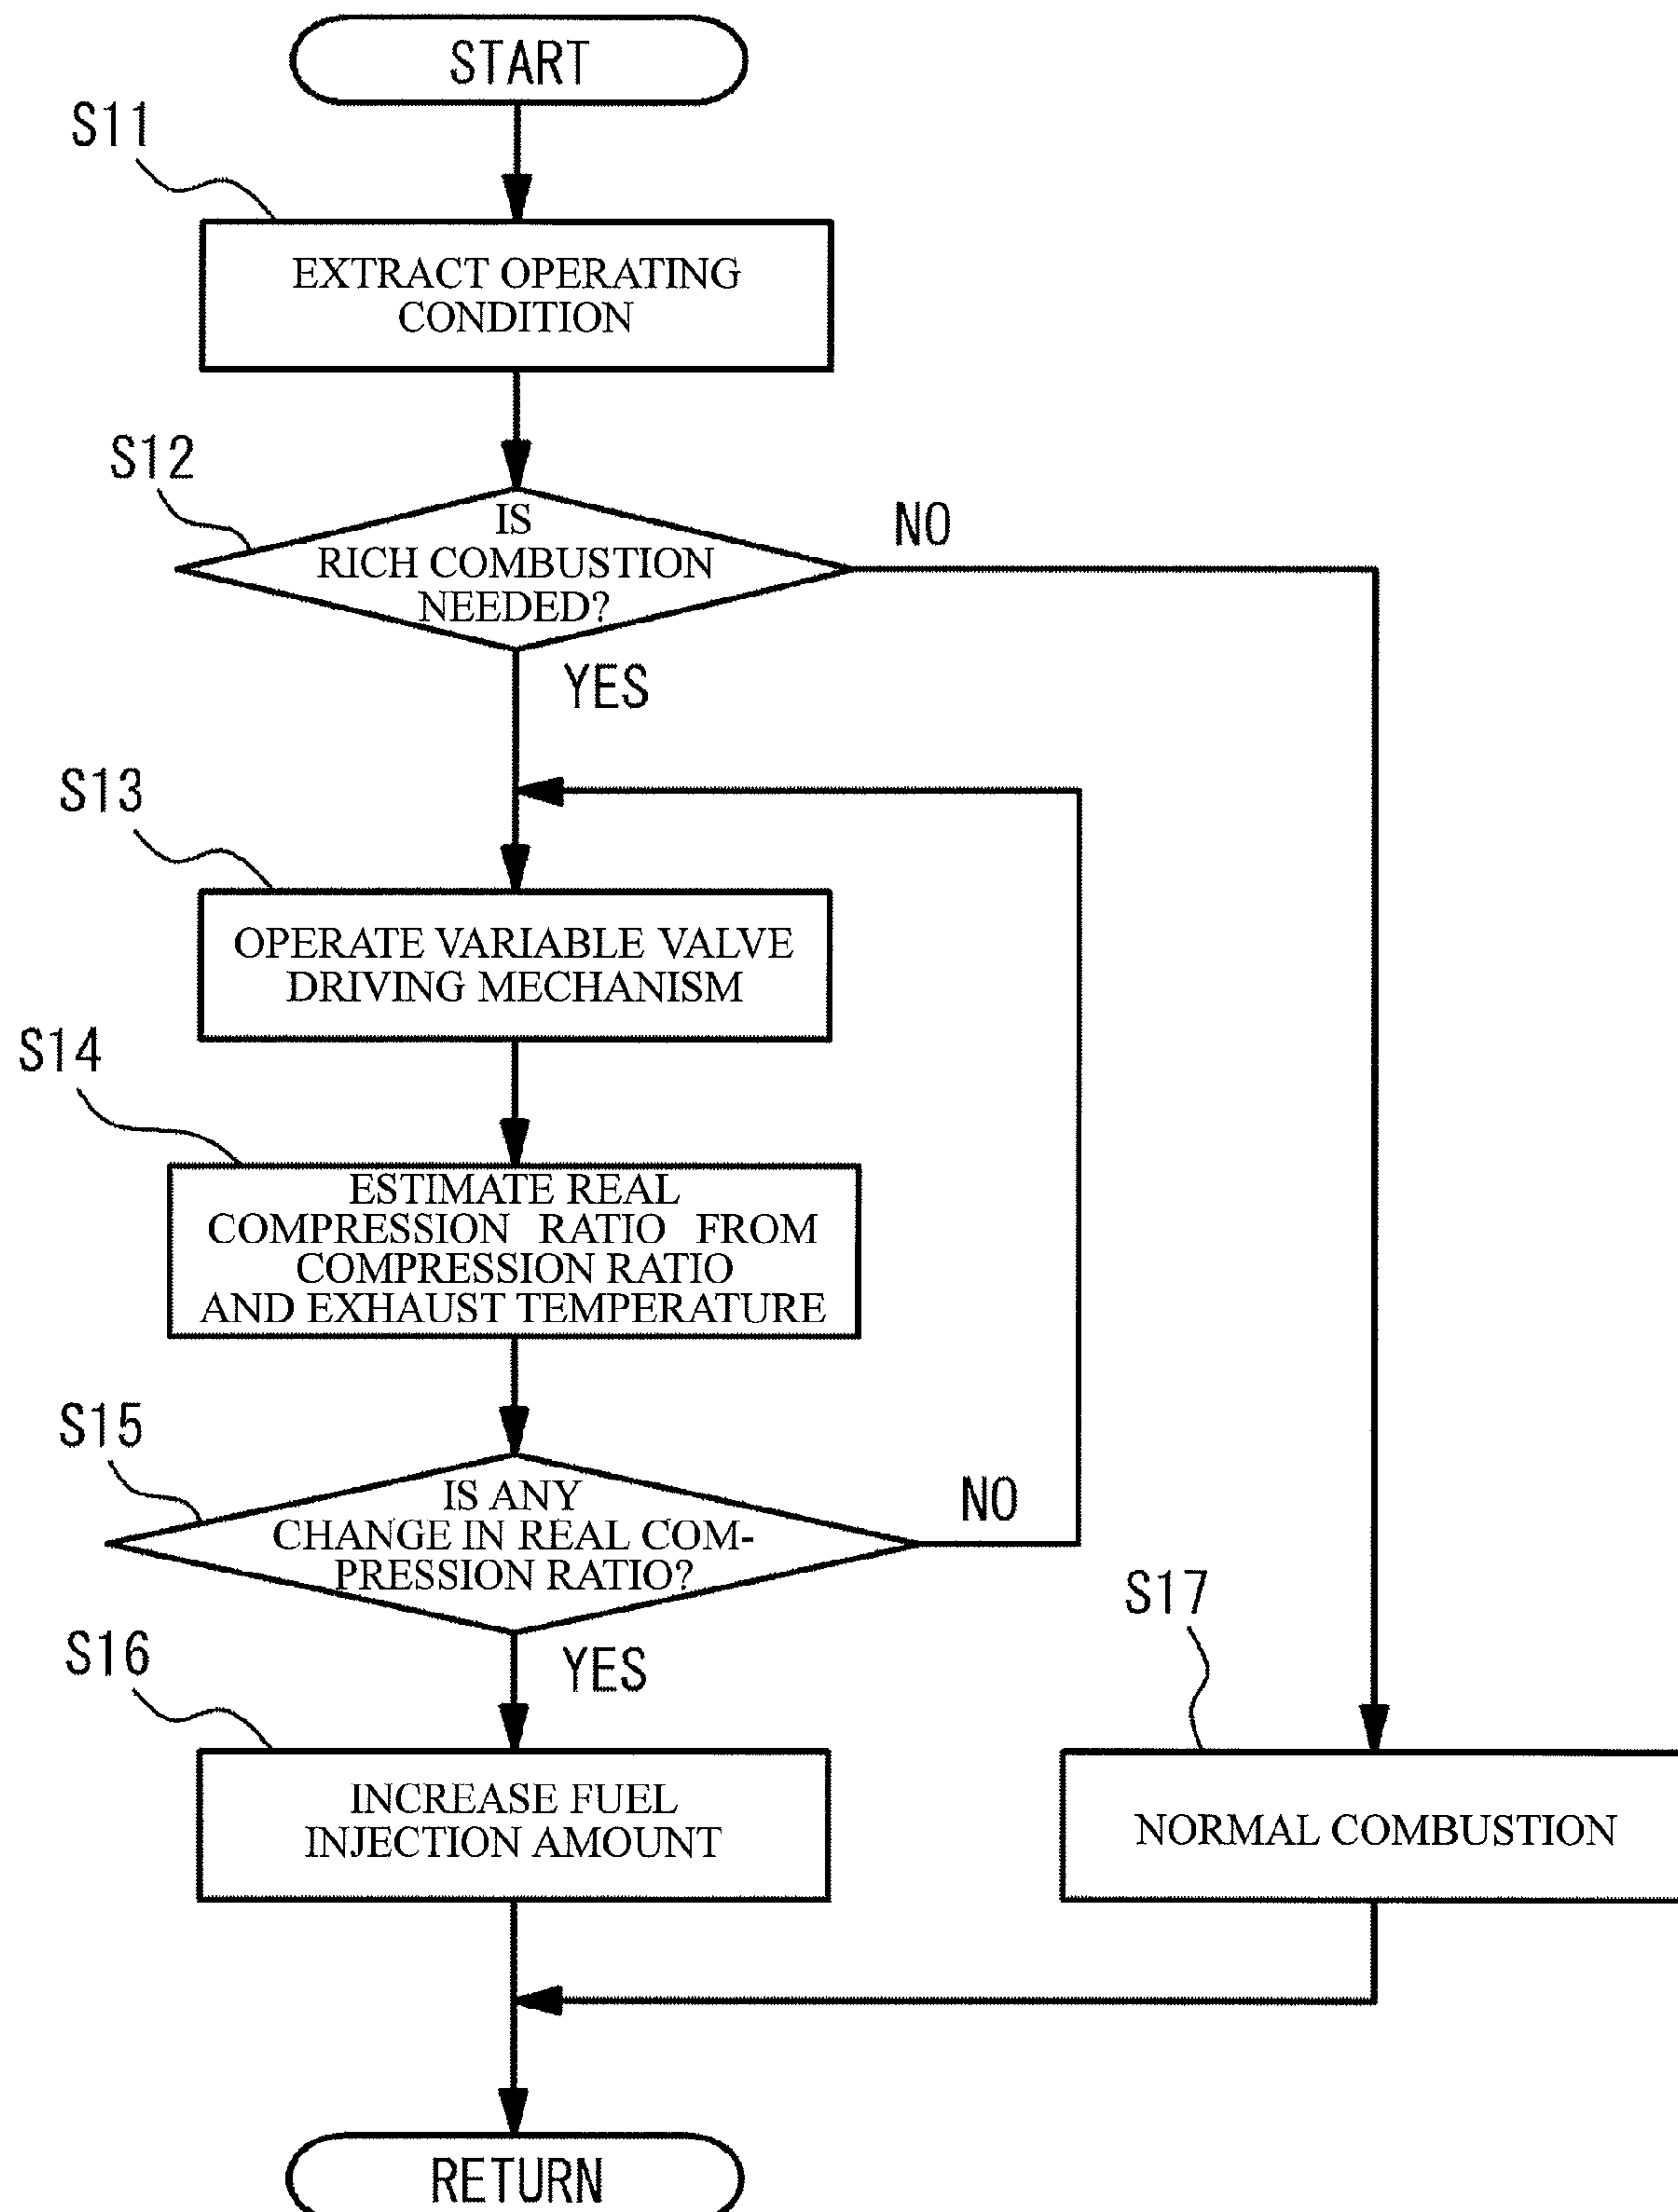 START
S11
EXTRACT OPERATING
CONDITION
S12
IS
RICH COMBUSTION
NEEDED?
NO
YES
S13
OPERATE VARIABLE VALVE
DRIVING MECHANISM
S14
ESTIMATE REAL
COMPRESSION RATIO FROM
COMPRESSION RATIO
AND EXHAUST TEMPERATURE
S15
IS ANY
CHANGE IN REAL COM-
PRESSION RATIO?
NO
YES
S16
INCREASE FUEL
INJECTION AMOUNT
S17
NORMAL COMBUSTION
RETURN